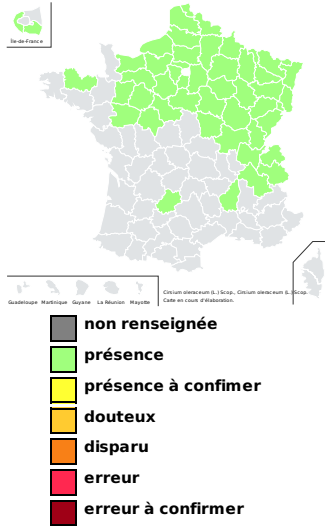 Île-de-France
Guadeloupe Martinique Guyane La Réunion Mayotte
Cirsium oleraceum (L.) Scop., Cirsium oleraceum (L.) Scop.
Carte en cours d'élaboration.
non renseignée
présence
présence à confimer
douteux
disparu
erreur
erreur à confirmer